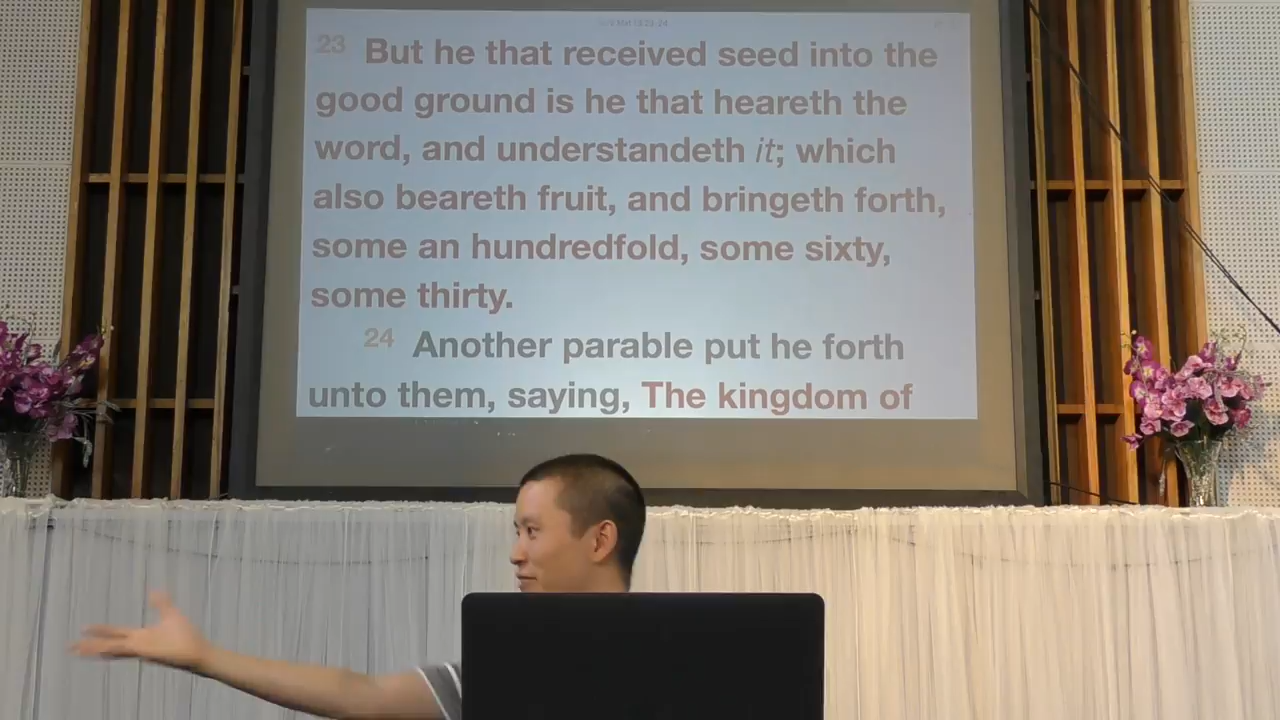 23 But he that received seed into the
good ground is he that heareth the
word, and understandeth it; which
also beareth fruit, and bringeth forth,
some an hundredfold, some sixty,
some thirty.
24 Another parable put he forth
unto them, saying, The kingdom of